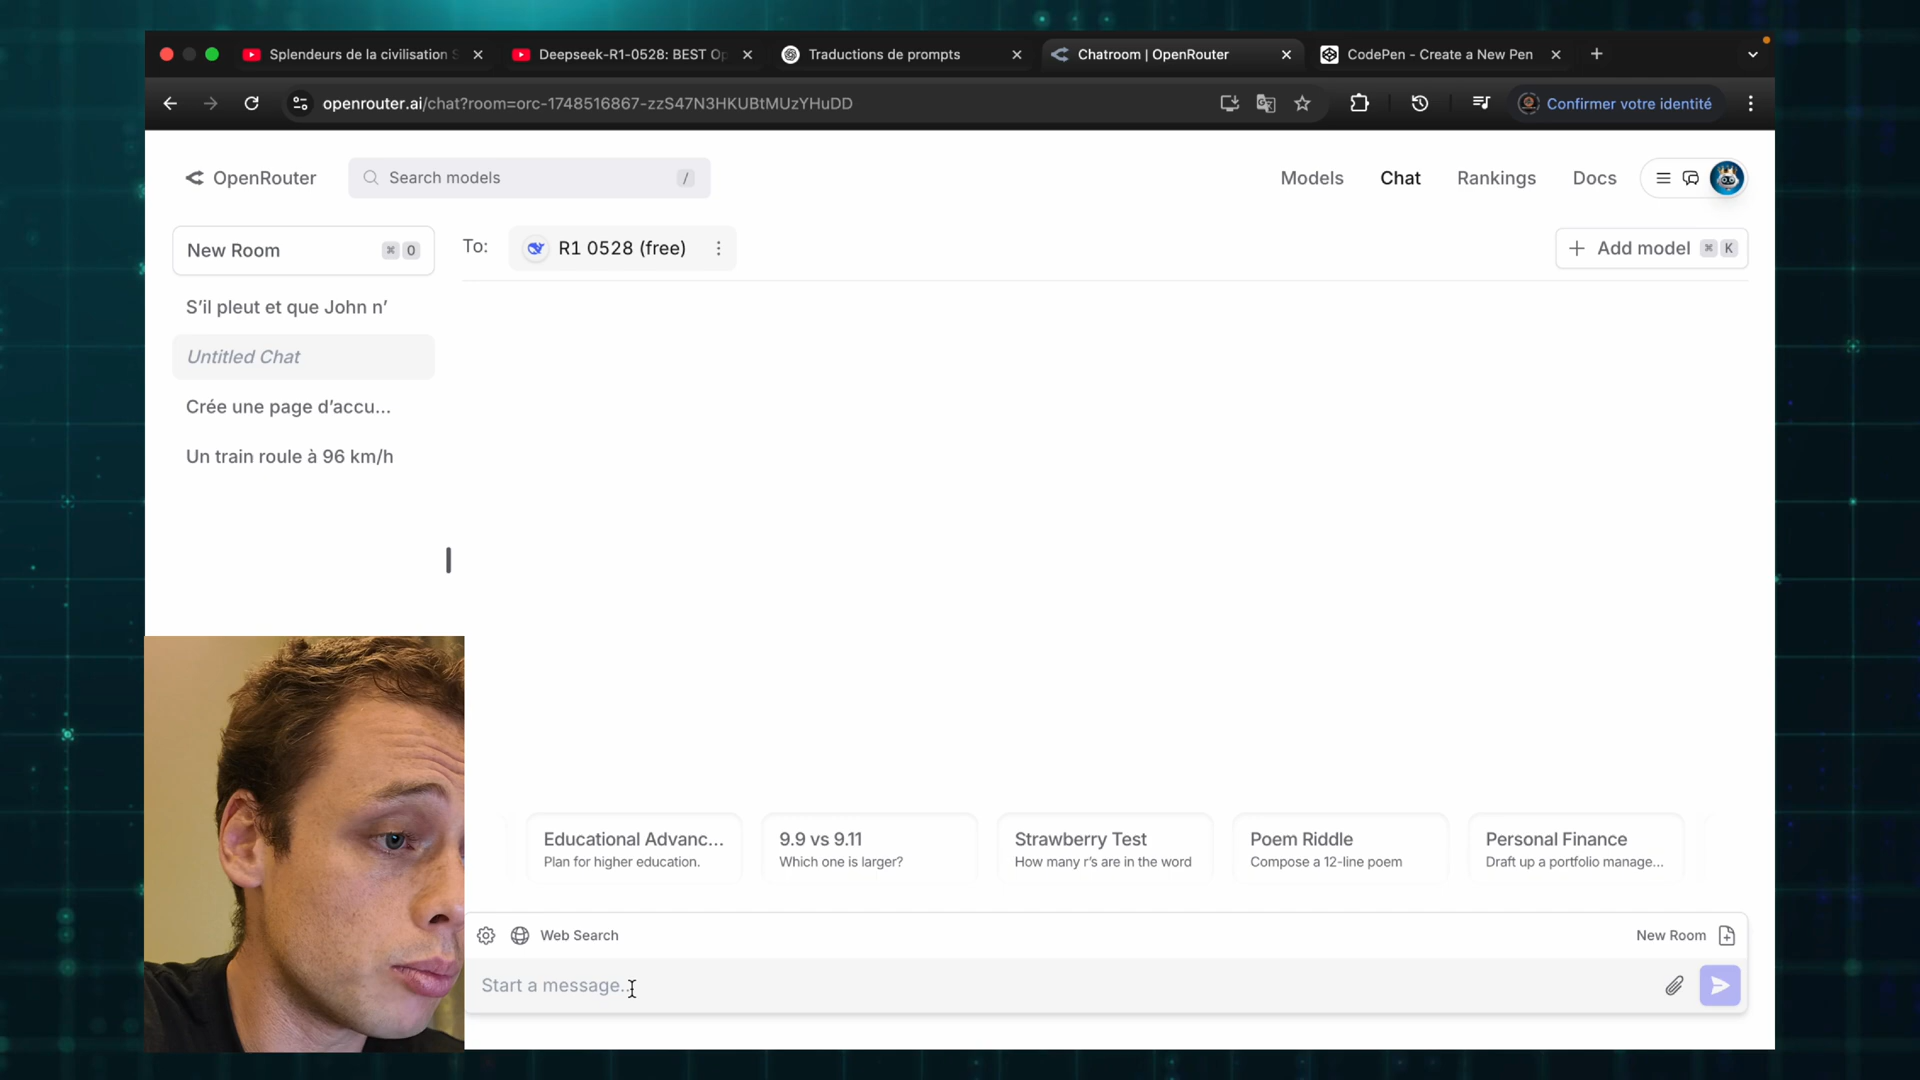 Splendeurs de la civilisation S
Deepseek-R1-0528: BEST Op
Traductions de prompts
Chatroom | OpenRouter
CodePen - Create a New Pen
openrouter.ai/chat?room=orc-1748516867-zzS47N3HKUBtMUzYHuDD
Confirmer votre identité
OpenRouter
Search models
/
Models
Chat
Rankings
Docs
New Room
⌘ 0
To:
R1 0528 (free)
+ Add model ⌘ K
S'il pleut et que John n'
Untitled Chat
Crée une page d'accu...
Un train roule à 96 km/h
Educational Advanc...
Plan for higher education.
9.9 vs 9.11
Which one is larger?
Strawberry Test
How many r's are in the word
Poem Riddle
Compose a 12-line poem
Personal Finance
Draft up a portfolio manage...
Web Search
New Room
Start a message..